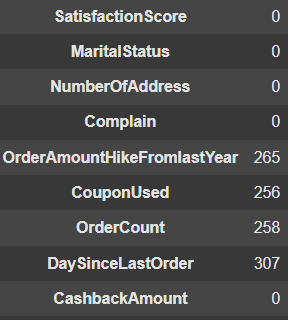 SatisfactionScore 0
MaritalStatus 0
NumberOfAddress 0
Complain 0
OrderAmountHikeFromlastYear 265
CouponUsed 256
OrderCount 258
DaySinceLastOrder 307
CashbackAmount 0